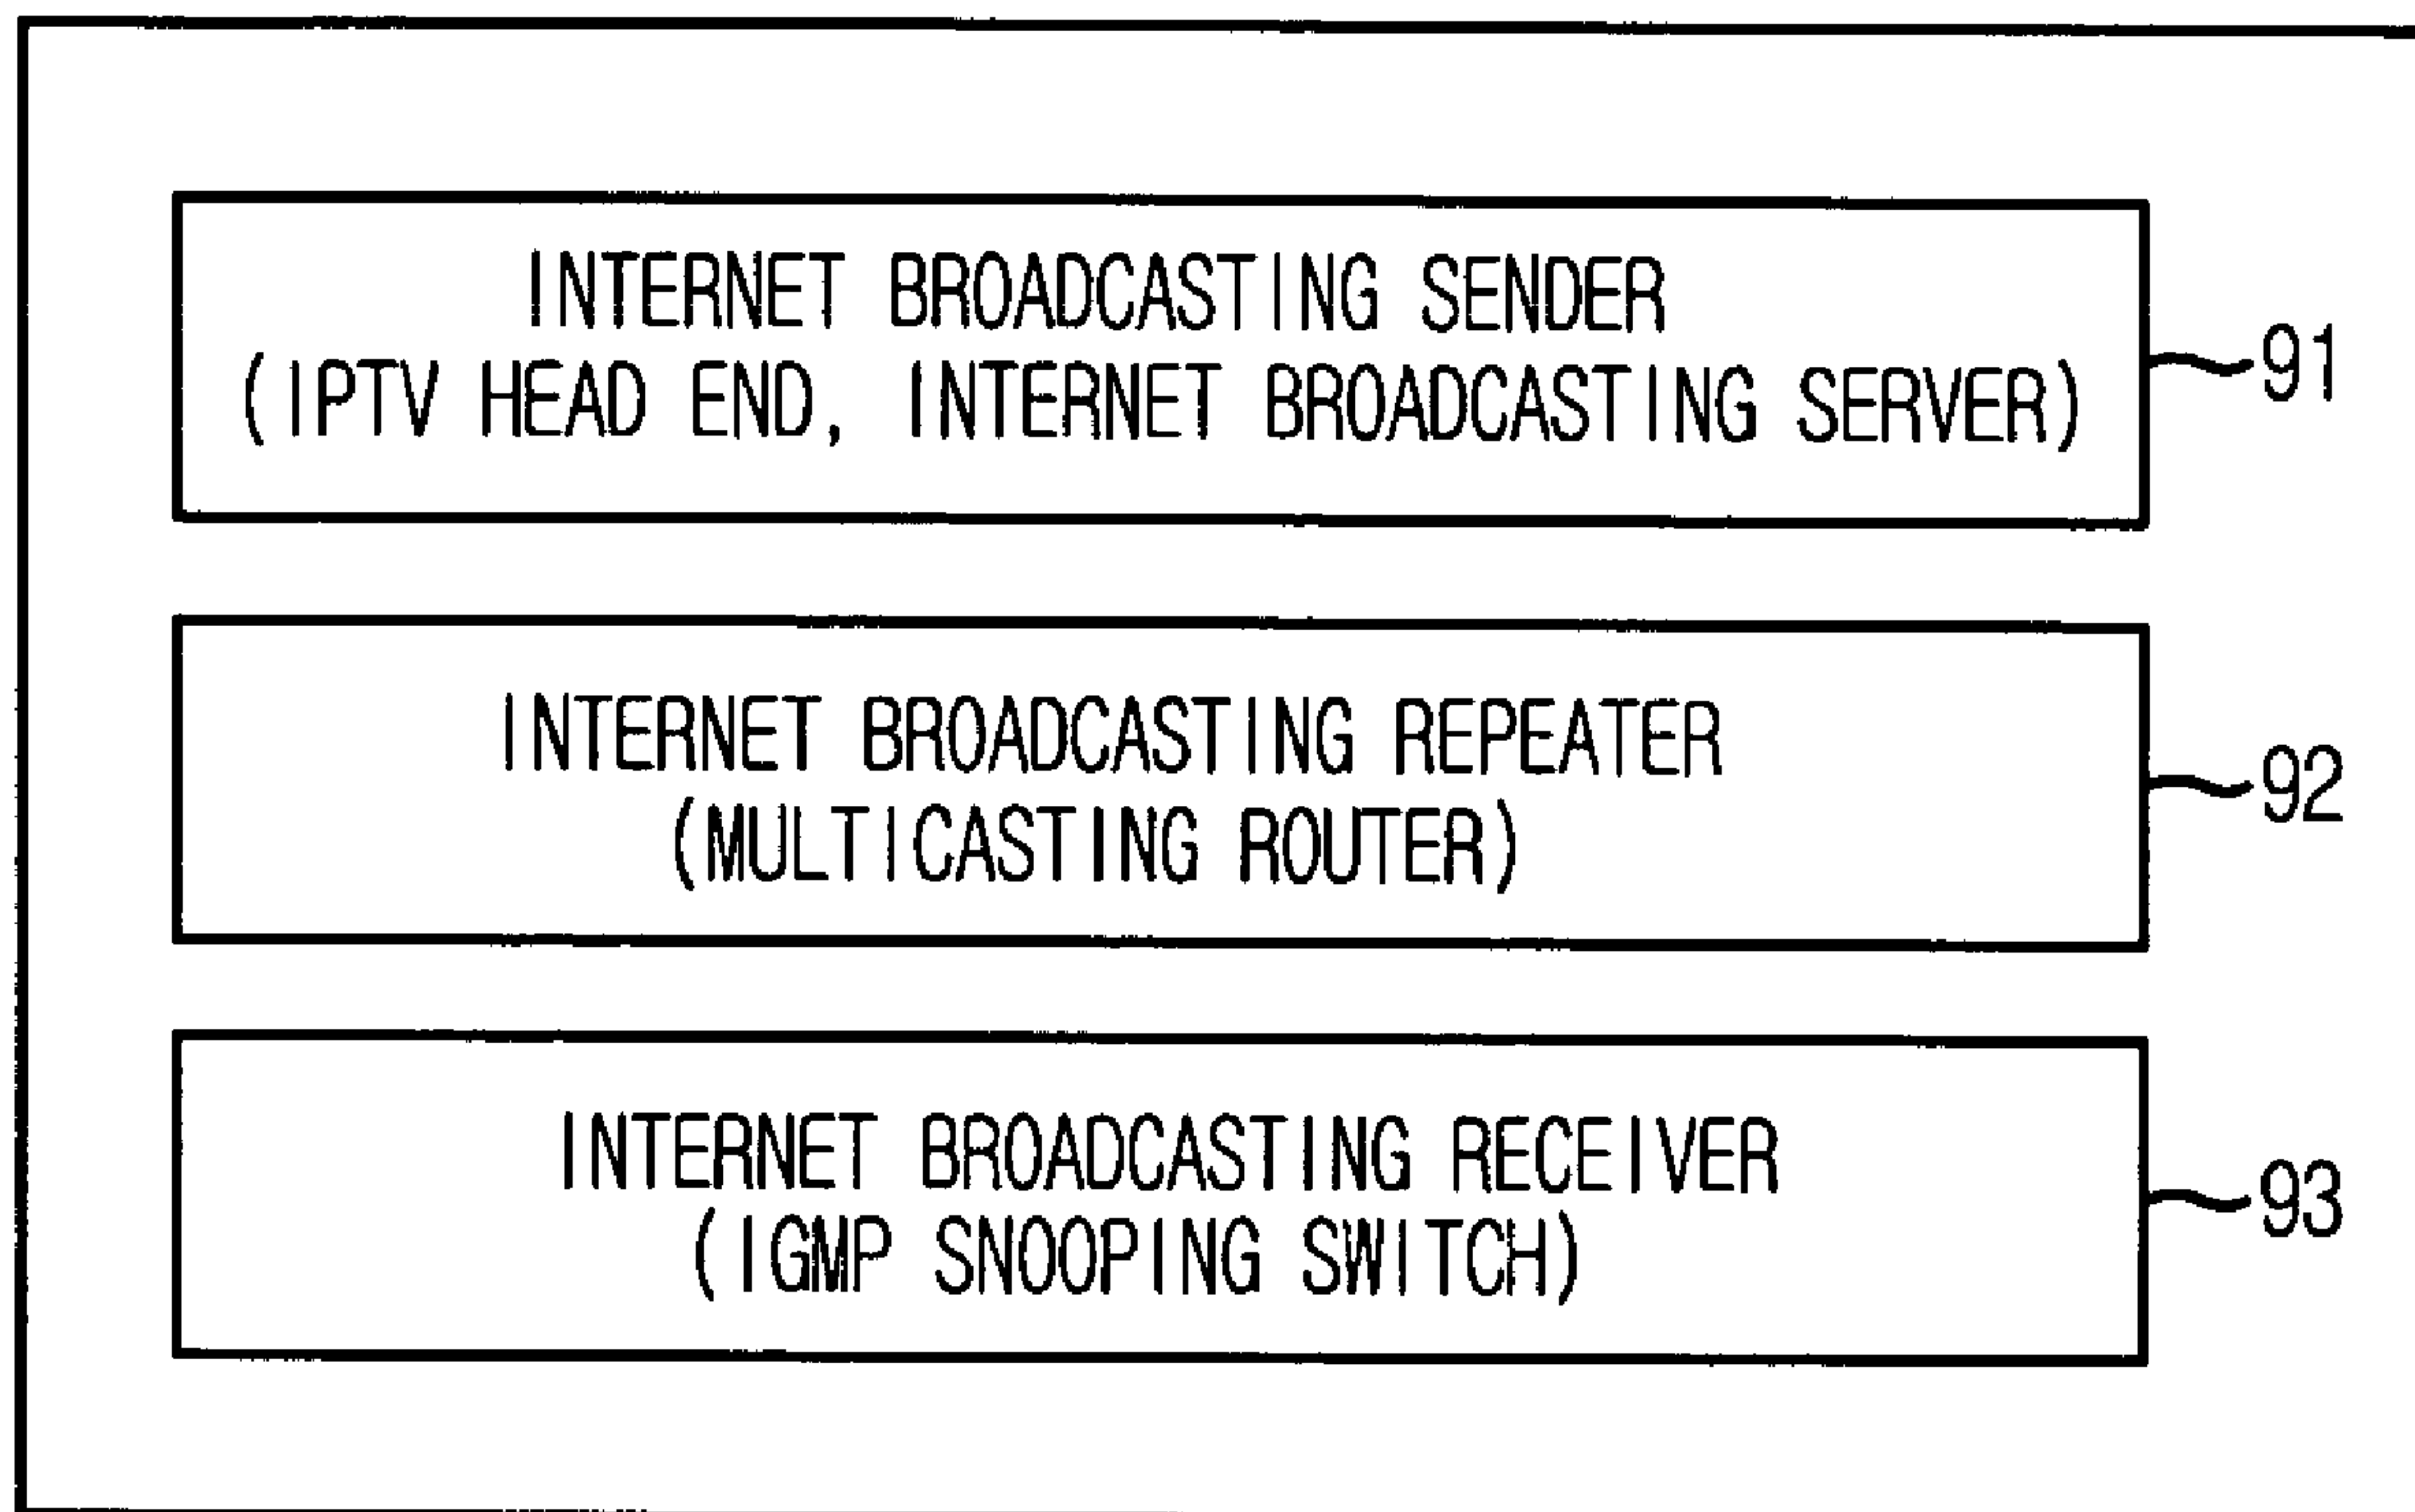 INTERNET BROADCASTING SENDER
(IPTV HEAD END, INTERNET BROADCASTING SERVER)
91
INTERNET BROADCASTING REPEATER
(MULTICASTING ROUTER)
92
INTERNET BROADCASTING RECEIVER
(IGMP SNOOPING SWITCH)
93